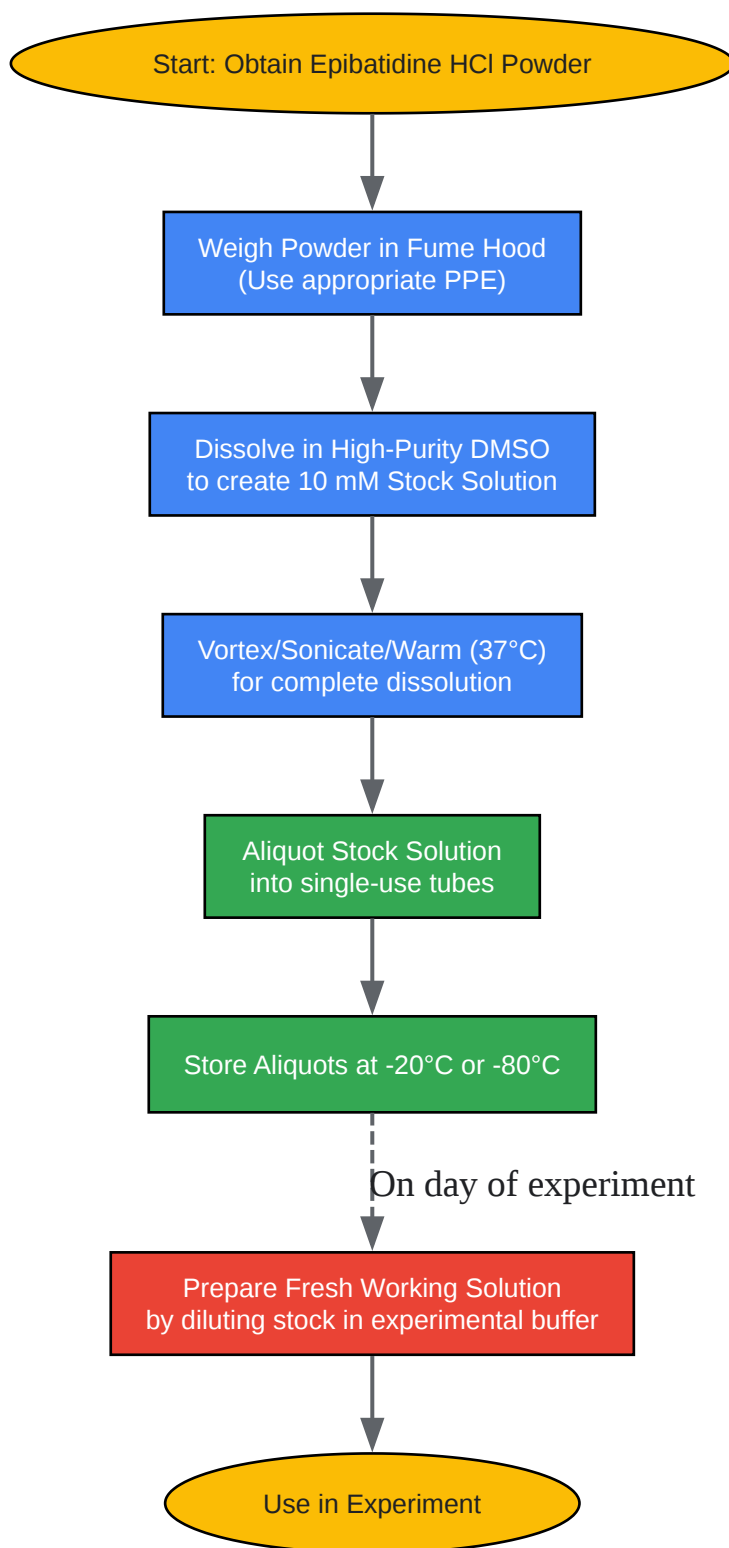 Start: Obtain Epibatidine HCl Powder
Weigh Powder in Fume Hood
(Use appropriate PPE)
Dissolve in High-Purity DMSO
to create 10 mM Stock Solution
Vortex/Sonicate/Warm (37°C)
for complete dissolution
Aliquot Stock Solution
into single-use tubes
Store Aliquots at -20°C or -80°C
On day of experiment
Prepare Fresh Working Solution
by diluting stock in experimental buffer
Use in Experiment